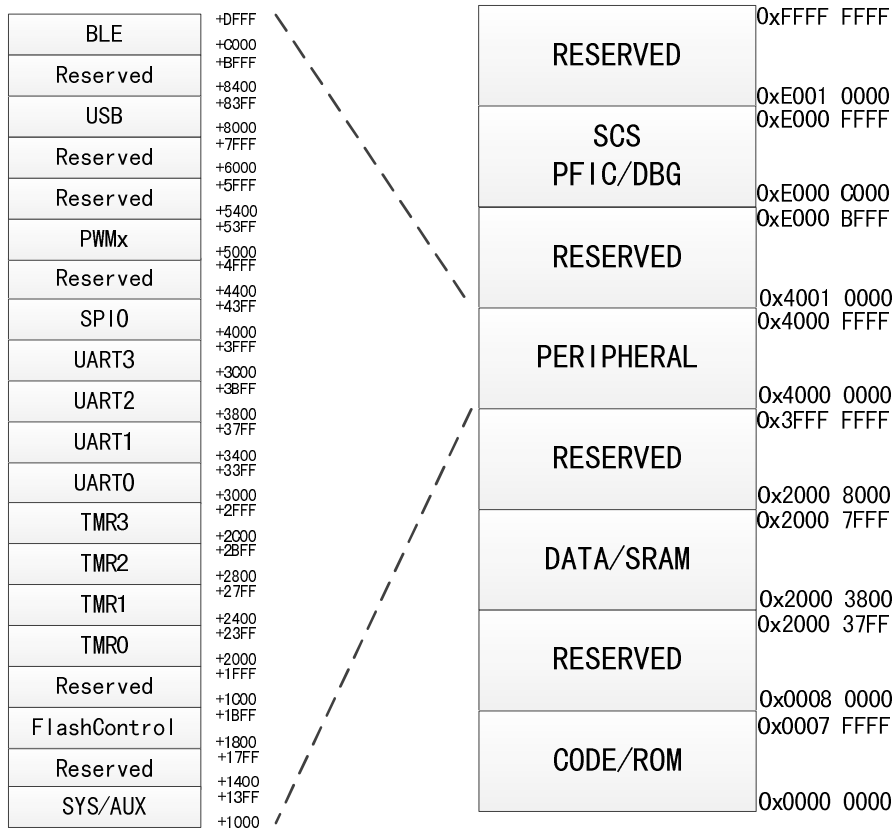 BLE
+DFFF
+C000
Reserved
+BFFF
+8400
USB
+83FF
+8000
Reserved
+7FFF
+6000
Reserved
+5FFF
+5400
PWMx
+53FF
+5000
Reserved
+4FFF
+4400
SPI0
+43FF
+4000
UART3
+3FFF
+3C00
UART2
+3BFF
+3800
UART1
+37FF
+3400
UART0
+33FF
+3000
TMR3
+2FFF
+2C00
TMR2
+2BFF
+2800
TMR1
+27FF
+2400
TMR0
+23FF
+2000
Reserved
+1FFF
+1C00
FlashControl
+1BFF
+1800
Reserved
+17FF
+1400
SYS/AUX
+13FF
+1000
RESERVED
0xFFFF FFFF
0xE001 0000
SCS
PFIC/DBG
0xE000 FFFF
0xE000 C000
RESERVED
0xE000 BFFF
0x4001 0000
PERIPHERAL
0x4000 FFFF
0x4000 0000
RESERVED
0x3FFF FFFF
0x2000 8000
DATA/SRAM
0x2000 7FFF
0x2000 3800
RESERVED
0x2000 37FF
0x0008 0000
CODE/ROM
0x0007 FFFF
0x0000 0000